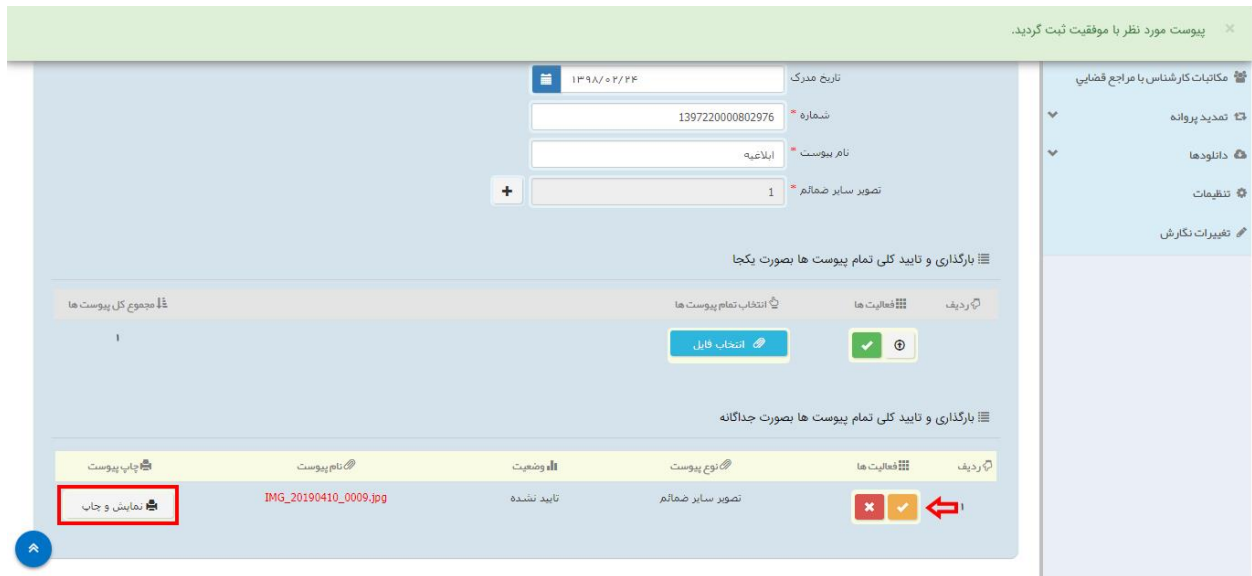 × پیوست مورد نظر با موفقیت ثبت گردید.
مکاتبات کارشناس با مراجع قضایي
تمدید پروانه
دانلودها
تنظیمات
تغییرات نگارش
تاریخ مدرک ۱۳۹۸/۰۲/۲۴
شماره * 1397220000802976
نام پیوست * ابلاغیه
تصویر سایر ضمائم * 1
بارگذاری و تایید کلی تمام پیوست ها بصورت یکجا
ردیف فعالیت ها انتخاب تمام پیوست ها مجموع کل پیوست ها
انتخاب فایل ۱
بارگذاری و تایید کلی تمام پیوست ها بصورت جداگانه
ردیف فعالیت ها نوع پیوست وضعیت نام پیوست چاپ پیوست
۱ تصویر سایر ضمائم تایید نشده IMG_20190410_0009.jpg نمایش و چاپ